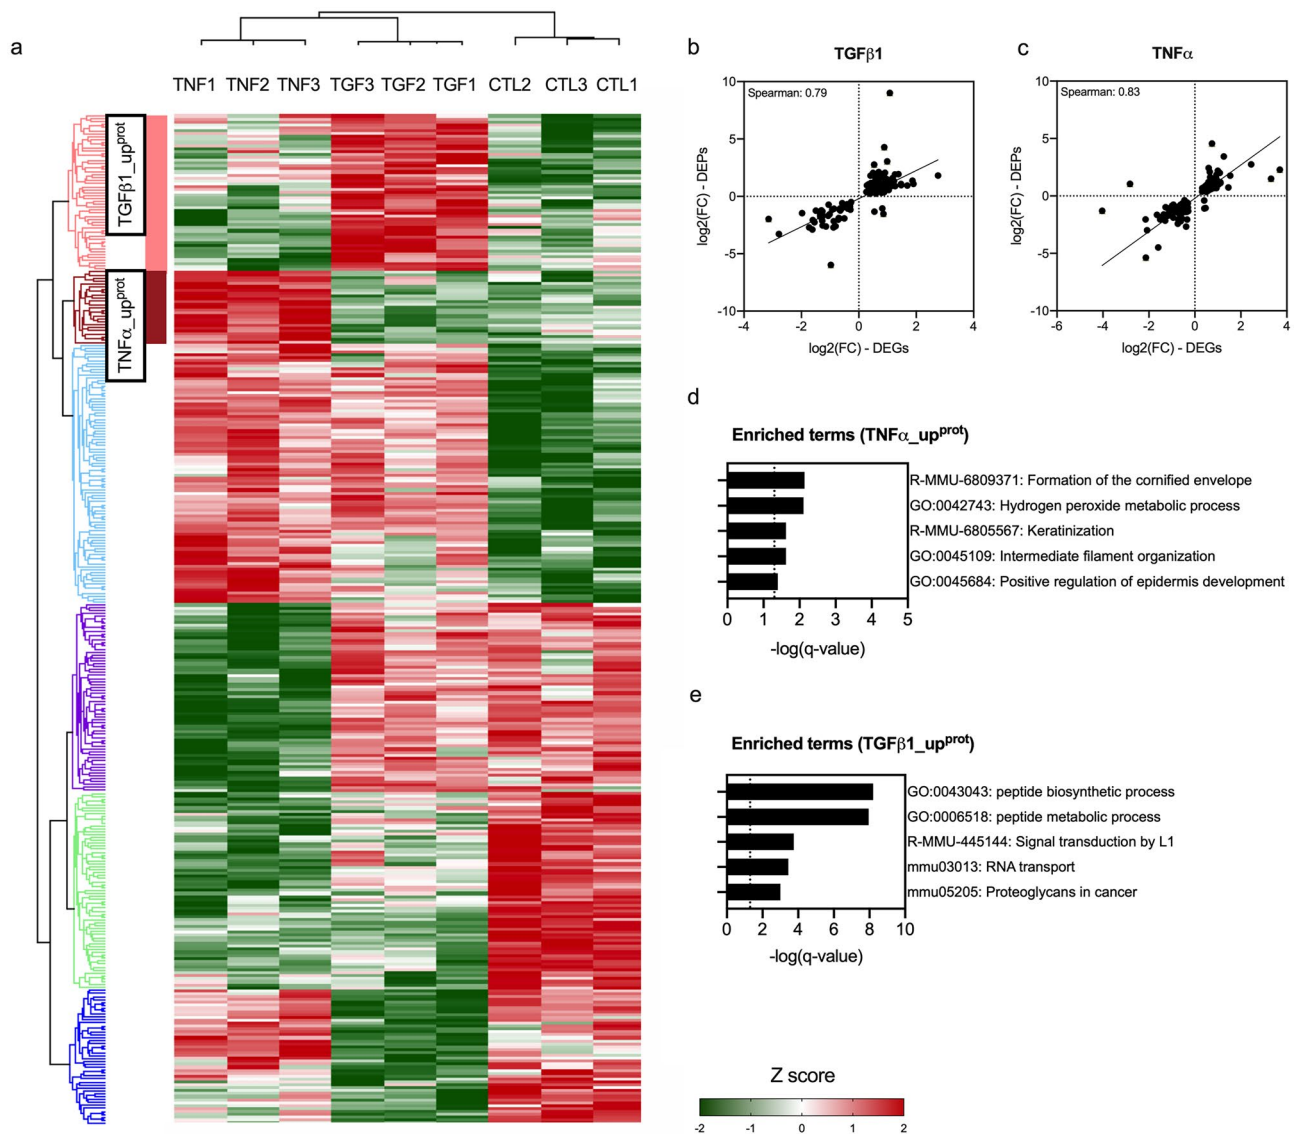 a
TNF1 TNF2 TNF3 TGF3 TGF2 TGF1 CTL2 CTL3 CTL1
TGFβ1_upprot
TNFα_upprot
b
TGFβ1
Spearman: 0.79
10
5
0
-5
-10
log2(FC) - DEPs
-4 -2 0 2 4
log2(FC) - DEGs
c
TNFα
Spearman: 0.83
10
5
0
-5
-10
log2(FC) - DEPs
-6 -4 -2 0 2 4
log2(FC) - DEGs
d
Enriched terms (TNFα_upprot)
R-MMU-6809371: Formation of the cornified envelope
GO:0042743: Hydrogen peroxide metabolic process
R-MMU-6805567: Keratinization
GO:0045109: Intermediate filament organization
GO:0045684: Positive regulation of epidermis development
0 1 2 3 4 5
-log(q-value)
e
Enriched terms (TGFβ1_upprot)
GO:0043043: peptide biosynthetic process
GO:0006518: peptide metabolic process
R-MMU-445144: Signal transduction by L1
mmu03013: RNA transport
mmu05205: Proteoglycans in cancer
0 2 4 6 8 10
-log(q-value)
Z score
-2 -1 0 1 2